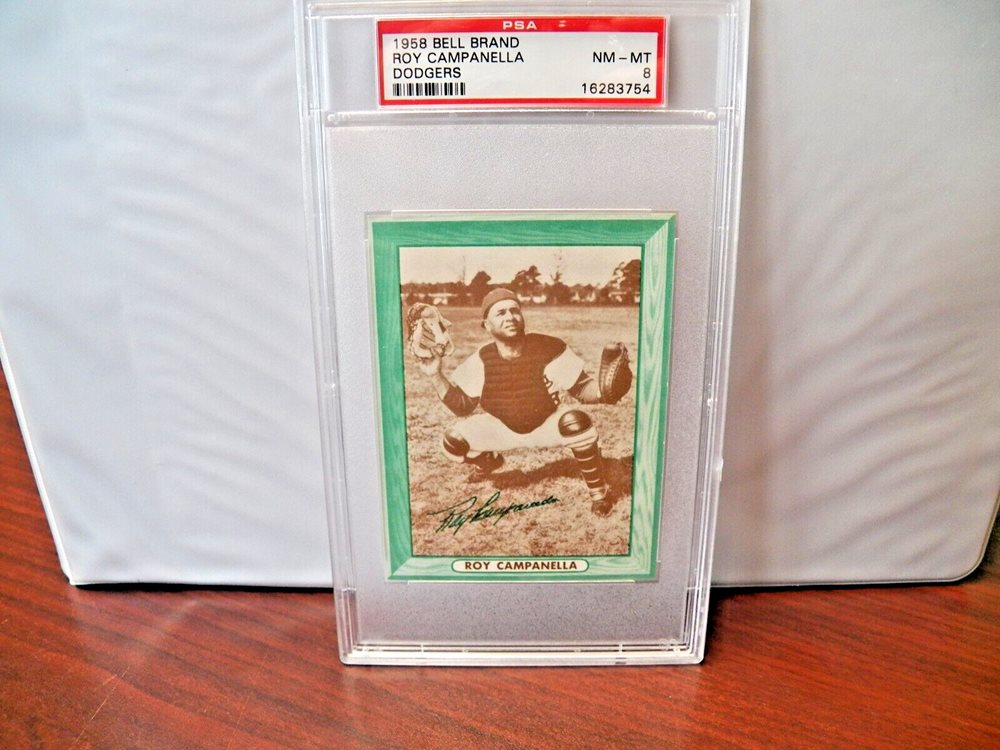 PSA
1958 BELL BRAND
ROY CAMPANELLA NM - MT
DODGERS 8
16283754
Roy Campanella
ROY CAMPANELLA